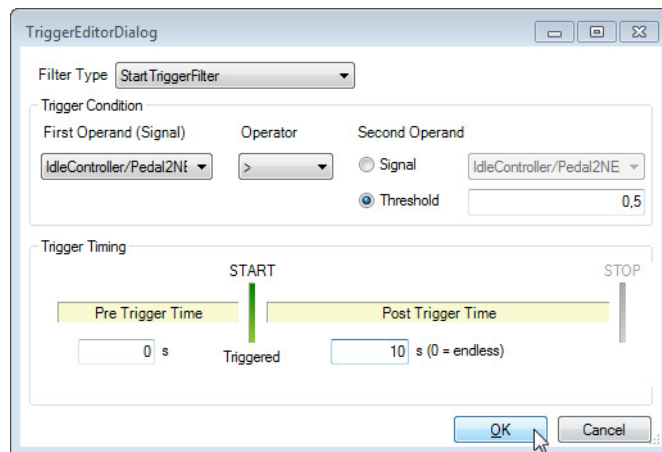 TriggerEditorDialog
Filter Type StartTriggerFilter
Trigger Condition
First Operand (Signal) Operator Second Operand
IdleController/Pedal2NE > Signal IdleController/Pedal2NE
Threshold 0,5
Trigger Timing
START STOP
Pre Trigger Time Post Trigger Time
0 s Triggered 10 s (0 = endless)
OK Cancel